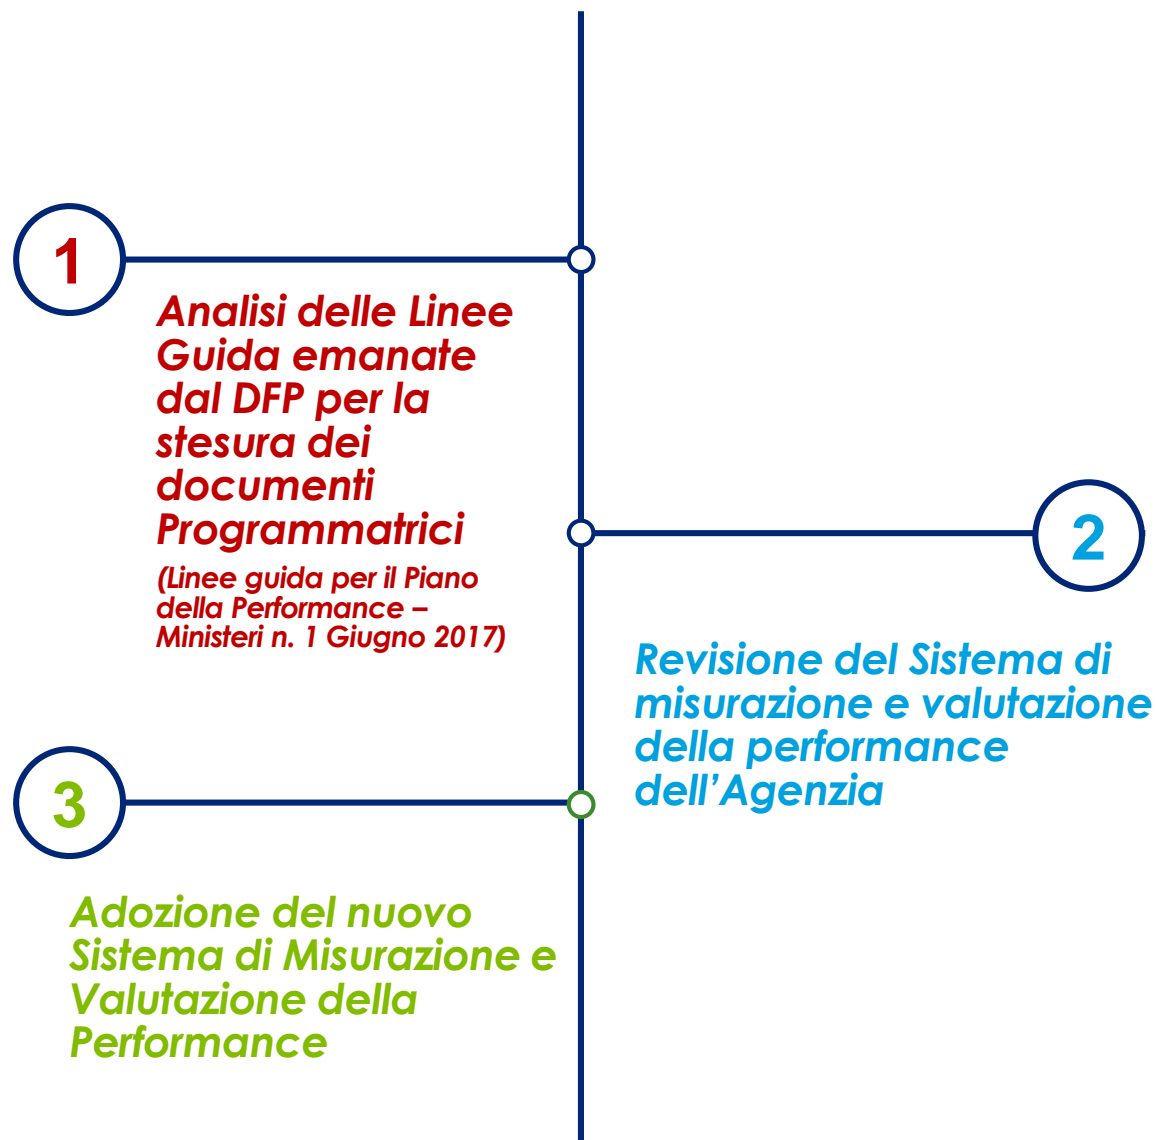 1
Analisi delle Linee
Guida emanate
dal DFP per la
stesura dei
documenti
Programmatrici
(Linee guida per il Piano
della Performance –
Ministeri n. 1 Giugno 2017)
2
Revisione del Sistema di
misurazione e valutazione
della performance
dell’Agenzia
3
Adozione del nuovo
Sistema di Misurazione e
Valutazione della
Performance